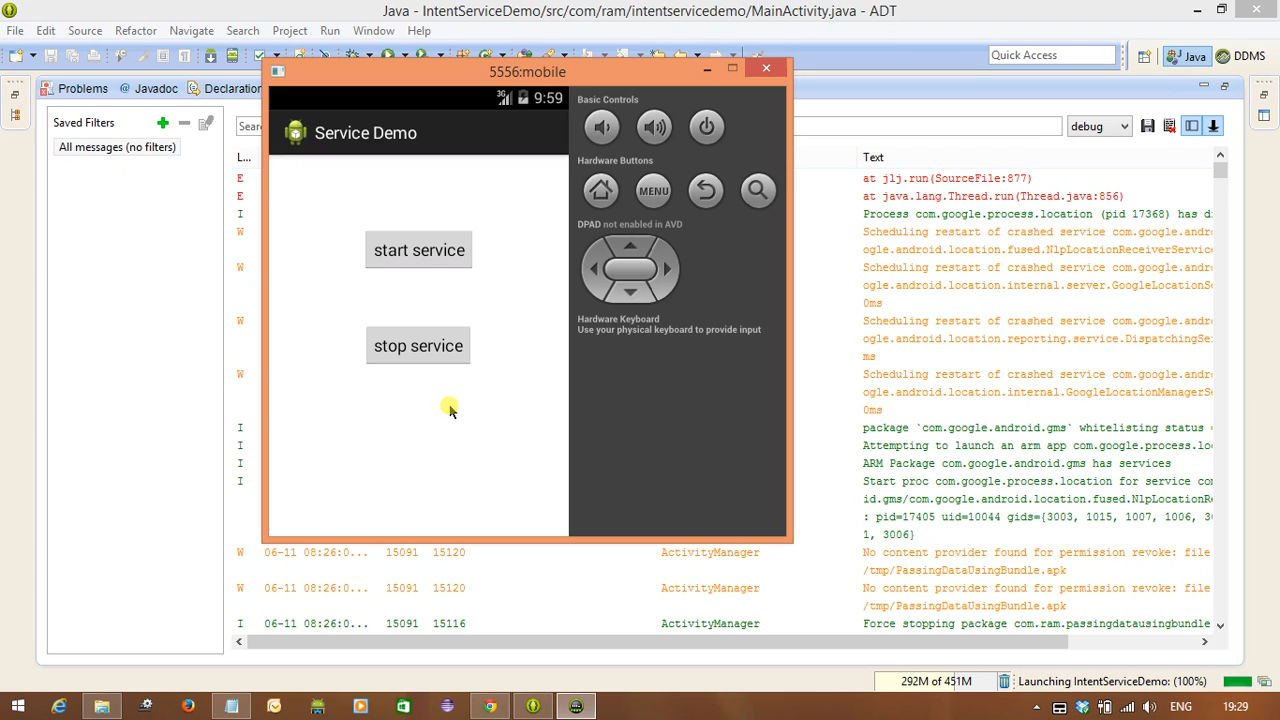 Java - IntentServiceDemo/src/com/ram/intentservicedemo/MainActivity.java - ADT
File Edit Source Refactor Navigate Search Project Run Window Help
Quick Access
Java
DDMS
Problems
@ Javadoc
Saved Filters
All messages (no filters)
debug
L...
Text
E at jlj.run(SourceFile:877)
E at java.lang.Thread.run(Thread.java:856)
I Process com.google.process.location (pid 17368) has di
W Scheduling restart of crashed service com.google.andr
ogle.android.location.fused.NlpLocationReceiverService
W Scheduling restart of crashed service com.google.andr
ogle.android.location.internal.server.GoogleLocationSe
0ms
W Scheduling restart of crashed service com.google.andr
ogle.android.location.reporting.service.DispatchingSer
ms
W Scheduling restart of crashed service com.google.andr
ogle.android.location.internal.GoogleLocationManagerSe
0ms
I package `com.google.android.gms` whitelisting status c
I Attempting to launch an arm app com.google.process.loc
I ARM Package com.google.android.gms has services
I Start proc com.google.process.location for service com
id.gms/com.google.android.location.fused.NlpLocationRe
: pid=17405 uid=10044 gids={3003, 1015, 1007, 1006, 3
1, 3006}
W 06-11 08:26:0... 15091 15120 ActivityManager No content provider found for permission revoke: file
/tmp/PassingDataUsingBundle.apk
W 06-11 08:26:0... 15091 15120 ActivityManager No content provider found for permission revoke: file
/tmp/PassingDataUsingBundle.apk
I 06-11 08:26:0... 15091 15116 ActivityManager Force stopping package com.ram.passingdatausingbundle
5556:mobile
3G 9:59
Service Demo
start service
stop service
Basic Controls
Hardware Buttons
MENU
DPAD not enabled in AVD
Hardware Keyboard
Use your physical keyboard to provide input
292M of 451M
Launching IntentServiceDemo: (100%)
ENG
19:29